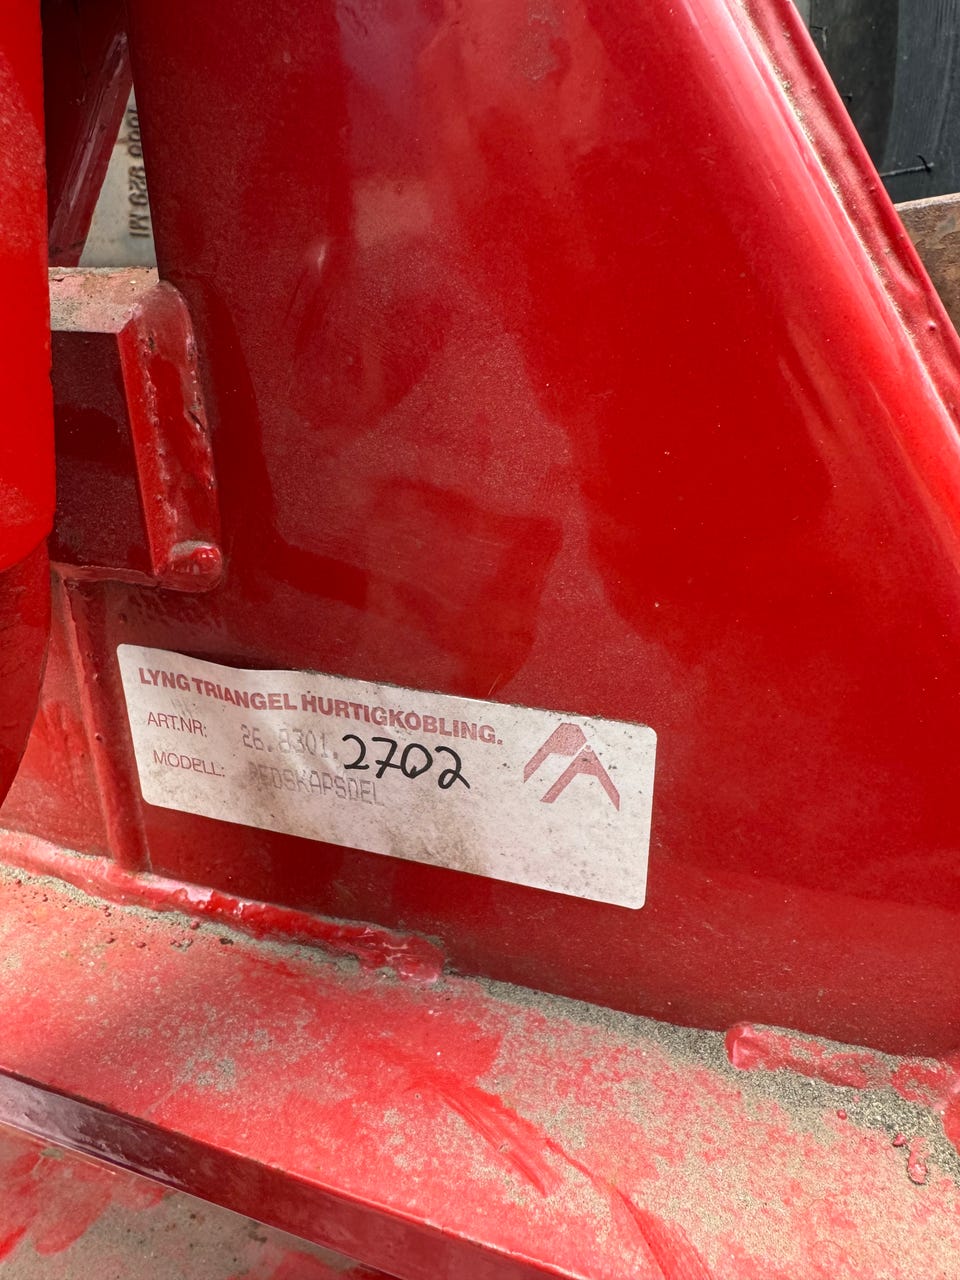 LYNG TRIANGEL HURTIGKOBLING.
ART.NR: 26.8301.2702
MODELL: REDSKAPSDEL